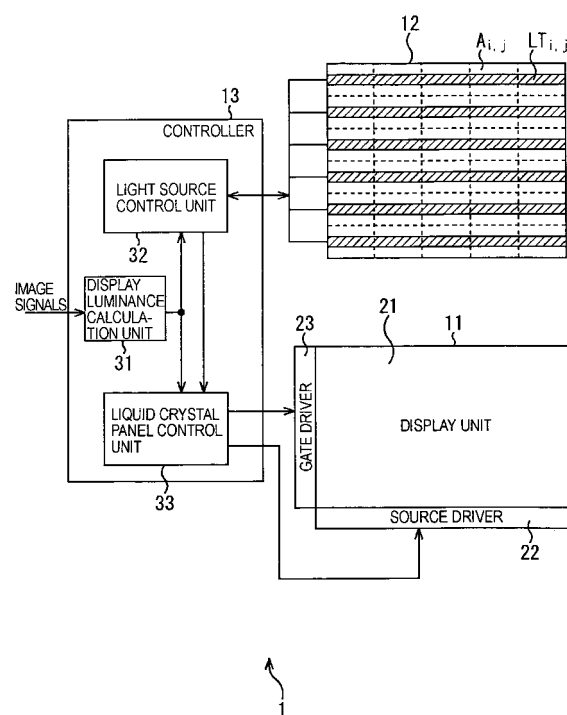 12
A i, j
LT i, j
13
CONTROLLER
LIGHT SOURCE
CONTROL UNIT
32
IMAGE
SIGNALS
DISPLAY
LUMINANCE
CALCULA-
TION UNIT
31
23
21
11
LIQUID CRYSTAL
PANEL CONTROL
UNIT
33
GATE DRIVER
DISPLAY UNIT
SOURCE DRIVER
22
1